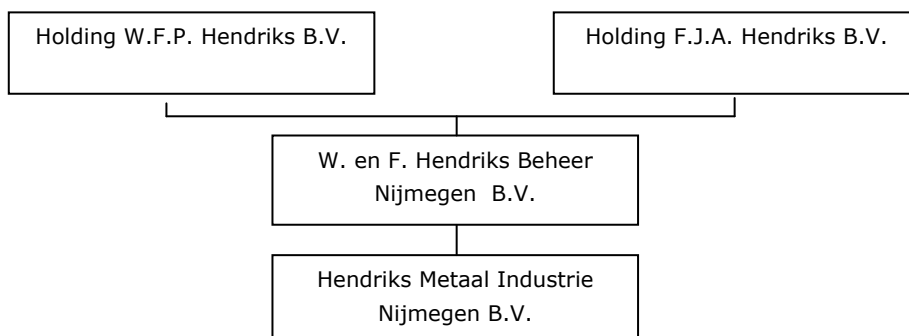 Holding W.F.P. Hendriks B.V.
Holding F.J.A. Hendriks B.V.
W. en F. Hendriks Beheer
Nijmegen B.V.
Hendriks Metaal Industrie
Nijmegen B.V.